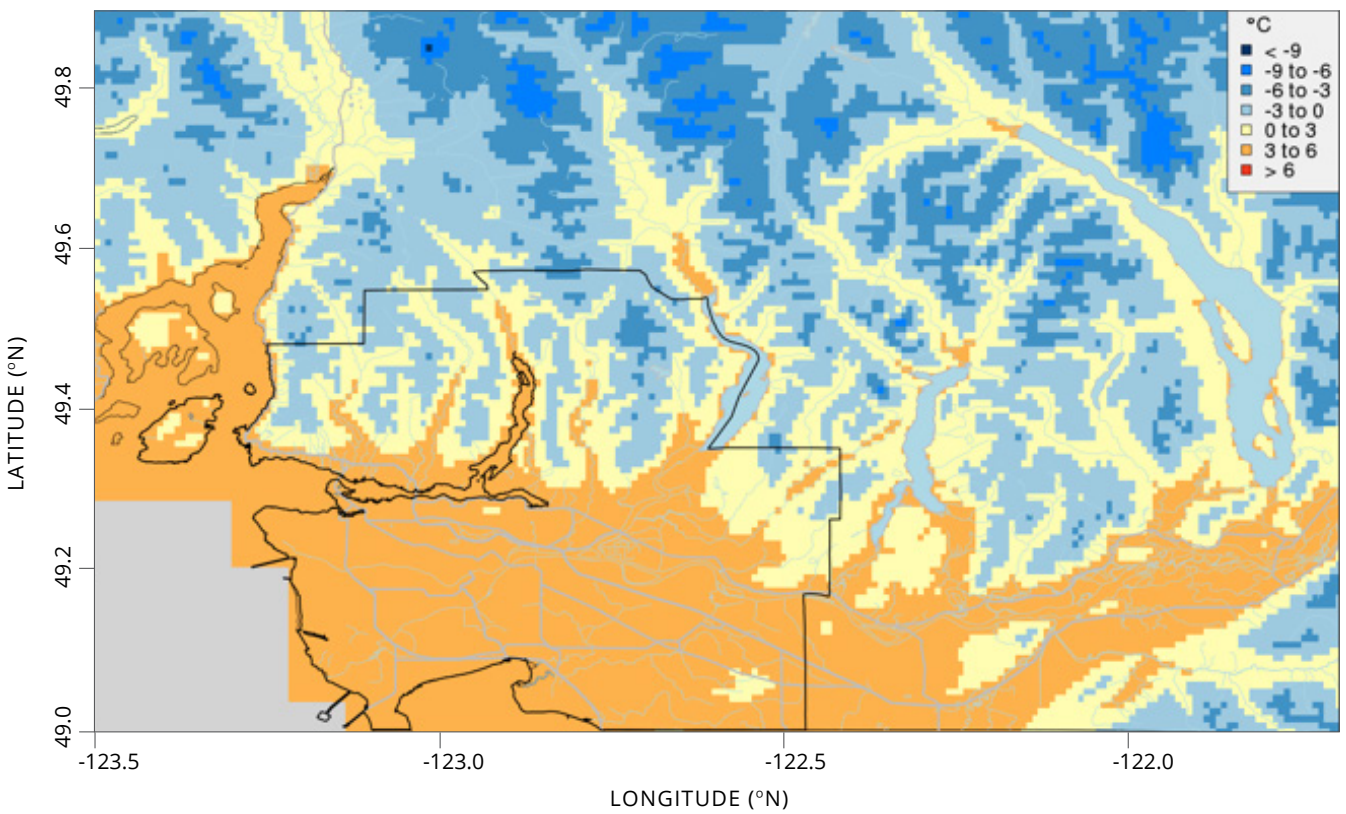 °C
< -9
-9 to -6
-6 to -3
-3 to 0
0 to 3
3 to 6
> 6
49.8
49.6
49.4
49.2
49.0
LATITUDE (°N)
-123.5 -123.0 -122.5 -122.0
LONGITUDE (°N)